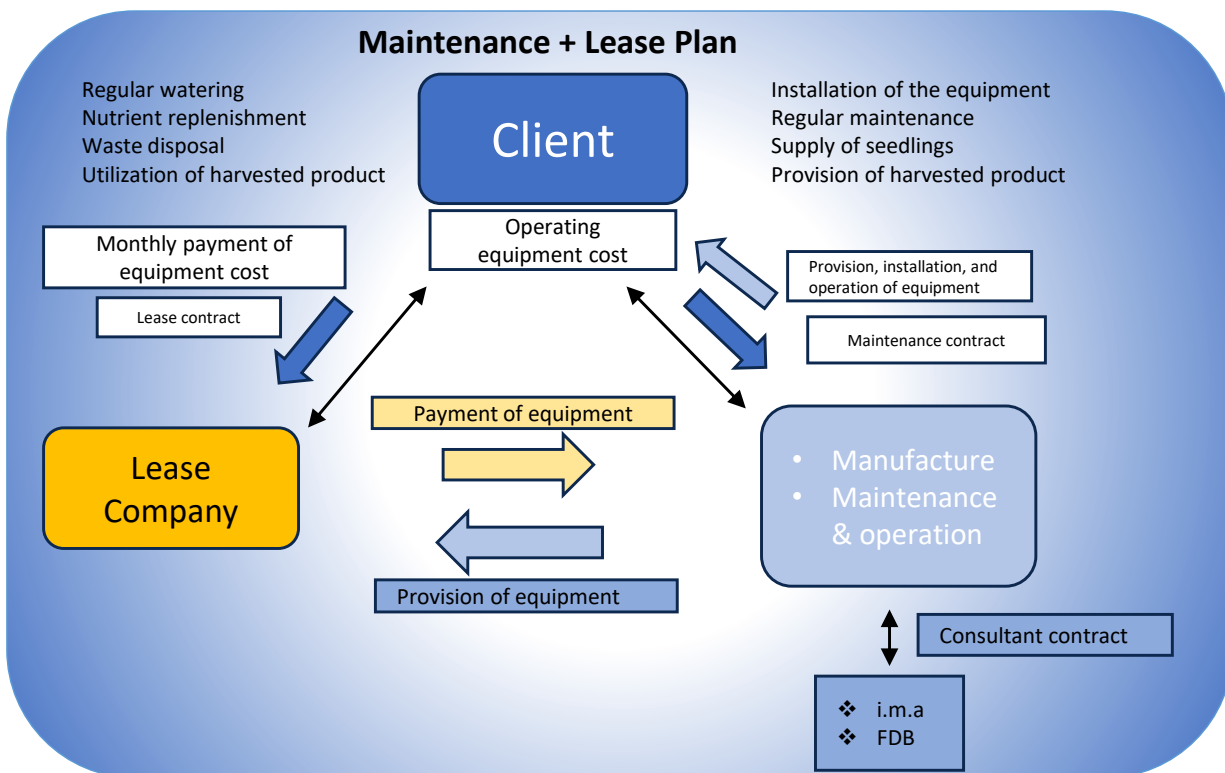 Maintenance + Lease Plan
Regular watering
Nutrient replenishment
Waste disposal
Utilization of harvested product
Client
Installation of the equipment
Regular maintenance
Supply of seedlings
Provision of harvested product
Monthly payment of
equipment cost
Lease contract
Operating
equipment cost
Provision, installation, and
operation of equipment
Maintenance contract
Payment of equipment
Lease
Company
• Manufacture
• Maintenance
& operation
Provision of equipment
Consultant contract
❖ i.m.a
❖ FDB